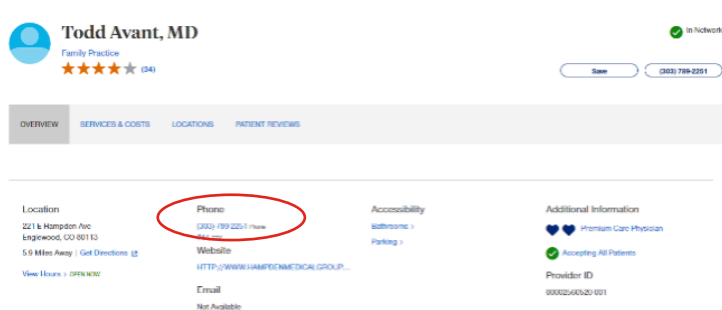 Todd Avant, MD
In Network
Family Practice
(34)
Save
(303) 789-2251
OVERVIEW SERVICES & COSTS LOCATIONS PATIENT REVIEWS
Location
221 E Hampden Ave
Englewood, CO 80113
5.9 Miles Away | Get Directions
View Hours > OPEN NOW
Phone
(303) 789 2251 Phone
Website
HTTP://WWW.HAMPDENMEDICALGROUP...
Email
Not Available
Accessibility
Bathrooms >
Parking >
Additional Information
Premium Care Physician
Accepting All Patients
Provider ID
00002560520 001